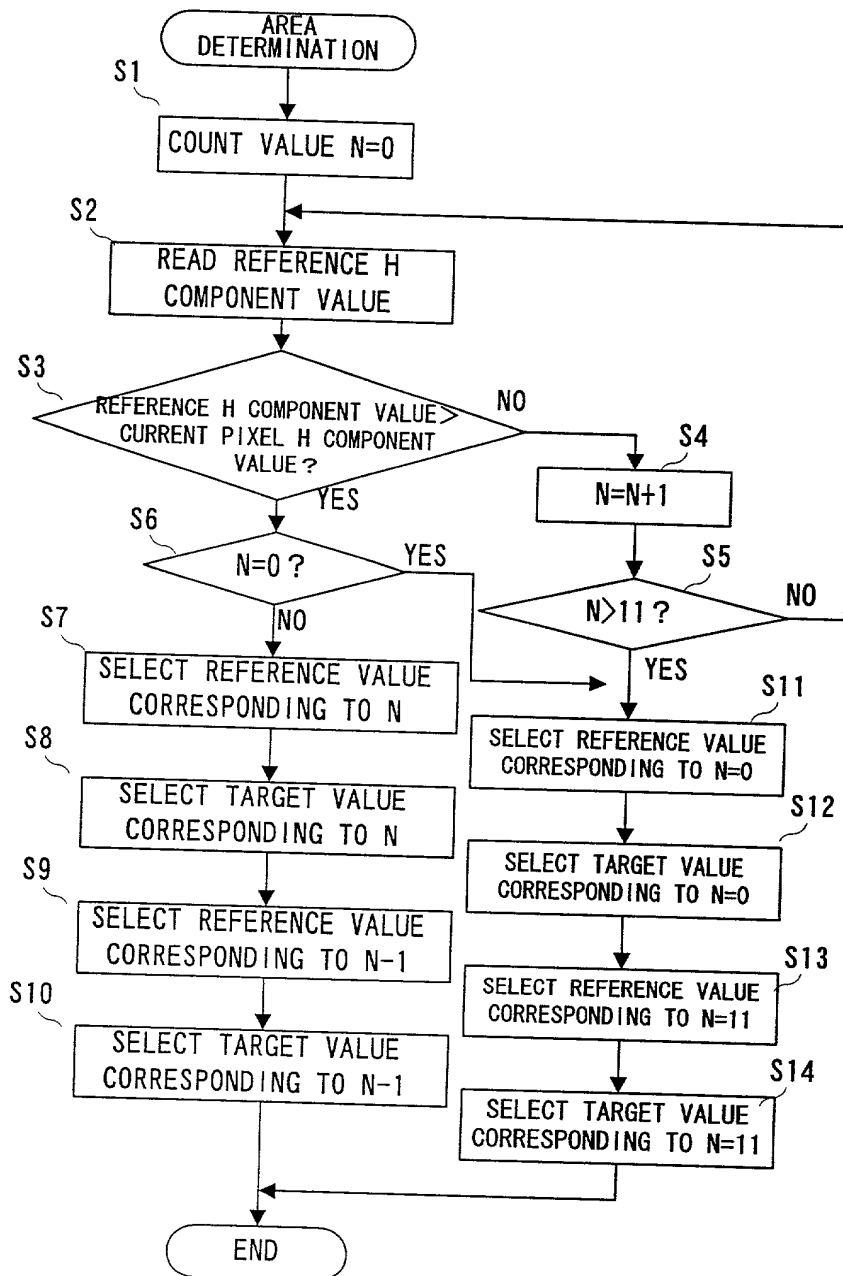 AREA
DETERMINATION
S1
COUNT VALUE N=0
S2
READ REFERENCE H
COMPONENT VALUE
S3
REFERENCE H COMPONENT VALUE>
CURRENT PIXEL H COMPONENT
VALUE?
NO
YES
S4
N=N+1
S5
N>11?
NO
YES
S6
N=0?
YES
NO
S7
SELECT REFERENCE VALUE
CORRESPONDING TO N
S8
SELECT TARGET VALUE
CORRESPONDING TO N
S9
SELECT REFERENCE VALUE
CORRESPONDING TO N-1
S10
SELECT TARGET VALUE
CORRESPONDING TO N-1
S11
SELECT REFERENCE VALUE
CORRESPONDING TO N=0
S12
SELECT TARGET VALUE
CORRESPONDING TO N=0
S13
SELECT REFERENCE VALUE
CORRESPONDING TO N=11
S14
SELECT TARGET VALUE
CORRESPONDING TO N=11
END